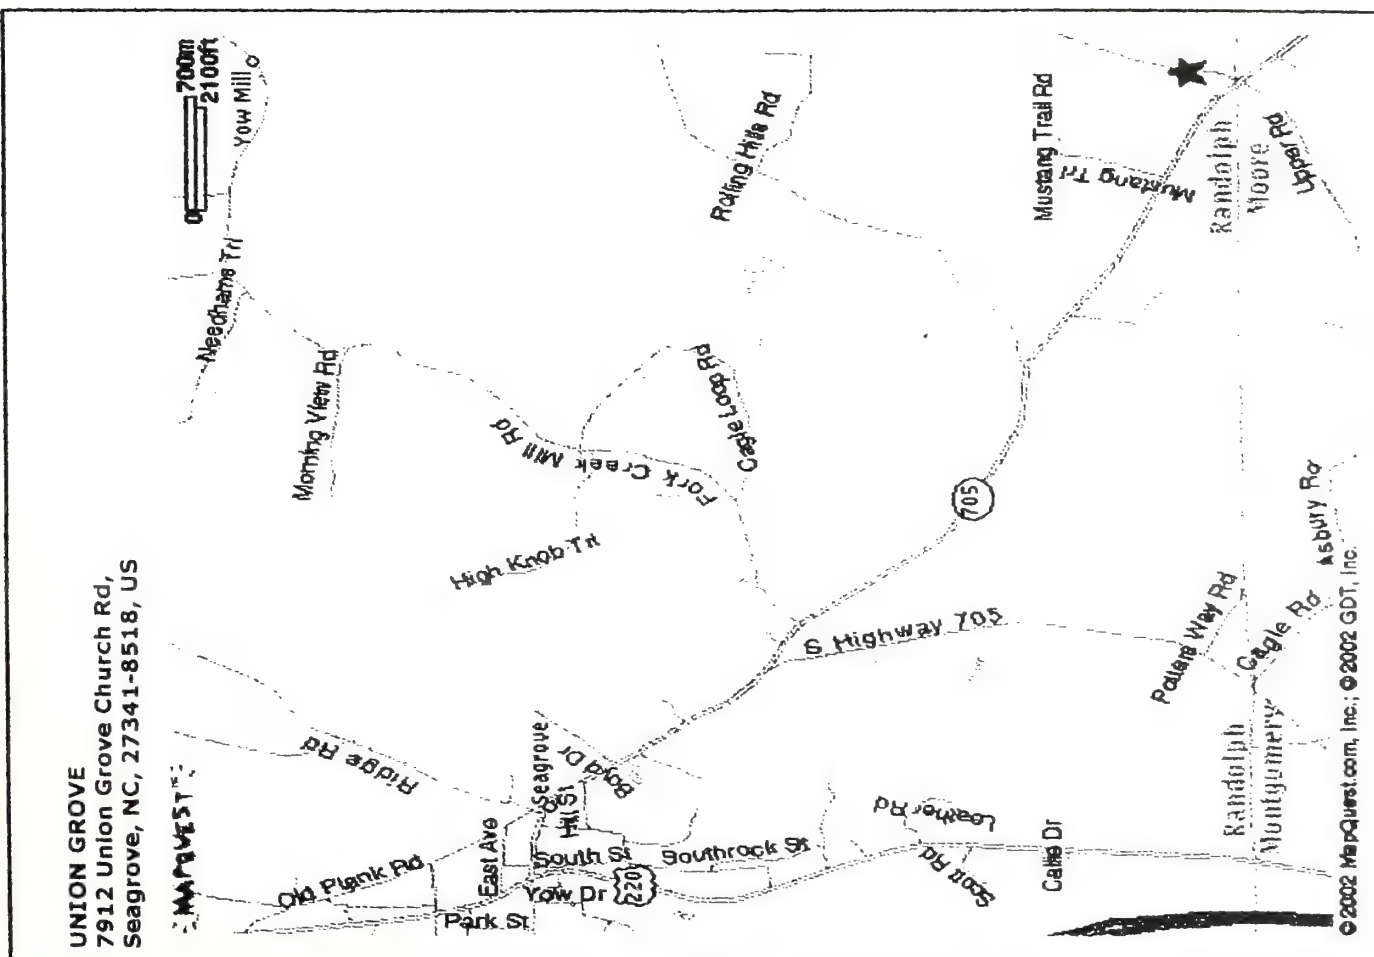 UNION GROVE
7912 Union Grove Church Rd,
Seagrove, NC, 27341-8518, US
MAPQUEST
0
700m
2100ft
Yow Mill
Needhams Trl
Morning View Rd
Fork Creek Mill Rd
Cagle Loop Rd
High Knob Trl
Rolling Hills Rd
Mustang Trail Rd
Mustang Trl
Randolph
Moore
Upper Rd
705
S Highway 705
Ridge Rd
Old Plank Rd
East Ave
Park St
Seagrove
Hill St
Boyd Dr
South St
Yow Dr
220
Southrock St
Leather Rd
Scott Rd
Callie Dr
Potters Way Rd
Cagle Rd
Asbury Rd
Randolph
Montgomery
©2002 MapQuest.com, Inc.; ©2002 GDT, Inc.